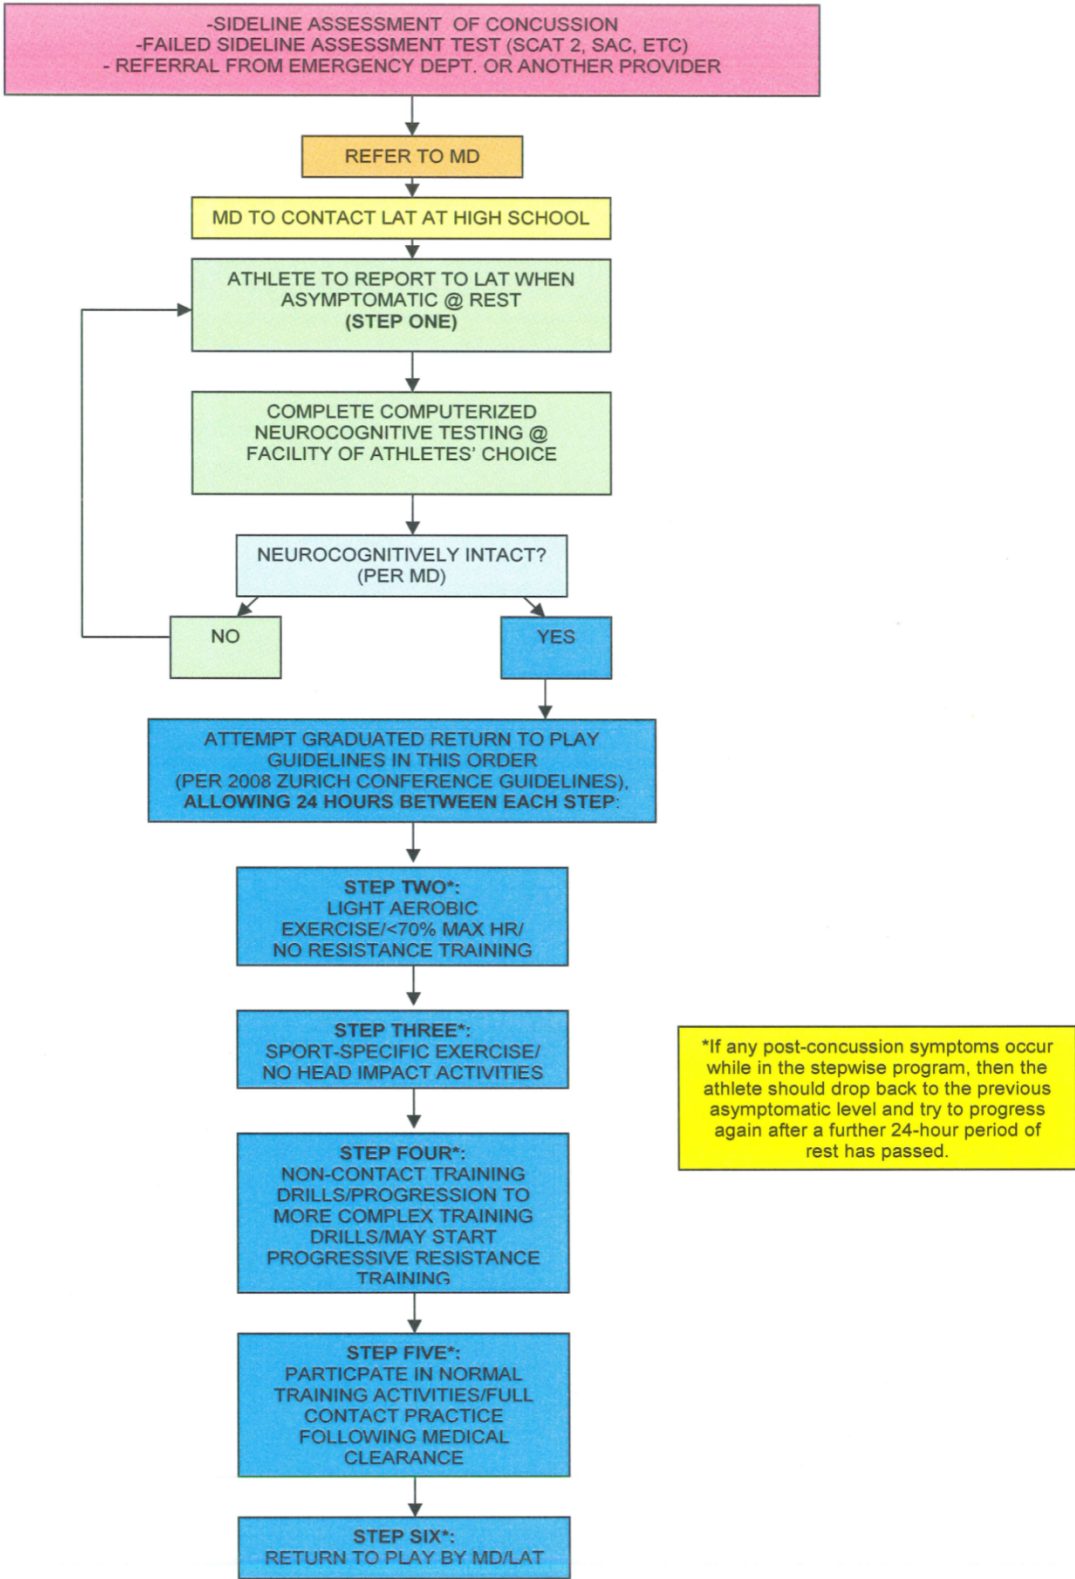 -SIDELINE ASSESSMENT OF CONCUSSION
-FAILED SIDELINE ASSESSMENT TEST (SCAT 2, SAC, ETC)
- REFERRAL FROM EMERGENCY DEPT. OR ANOTHER PROVIDER
REFER TO MD
MD TO CONTACT LAT AT HIGH SCHOOL
ATHLETE TO REPORT TO LAT WHEN
ASYMPTOMATIC @ REST
(STEP ONE)
COMPLETE COMPUTERIZED
NEUROCOGNITIVE TESTING @
FACILITY OF ATHLETES' CHOICE
NEUROCOGNITIVELY INTACT?
(PER MD)
NO
YES
ATTEMPT GRADUATED RETURN TO PLAY
GUIDELINES IN THIS ORDER
(PER 2008 ZURICH CONFERENCE GUIDELINES),
ALLOWING 24 HOURS BETWEEN EACH STEP:
STEP TWO*:
LIGHT AEROBIC
EXERCISE/<70% MAX HR/
NO RESISTANCE TRAINING
STEP THREE*:
SPORT-SPECIFIC EXERCISE/
NO HEAD IMPACT ACTIVITIES
*If any post-concussion symptoms occur
while in the stepwise program, then the
athlete should drop back to the previous
asymptomatic level and try to progress
again after a further 24-hour period of
rest has passed.
STEP FOUR*:
NON-CONTACT TRAINING
DRILLS/PROGRESSION TO
MORE COMPLEX TRAINING
DRILLS/MAY START
PROGRESSIVE RESISTANCE
TRAINING
STEP FIVE*:
PARTICPATE IN NORMAL
TRAINING ACTIVITIES/FULL
CONTACT PRACTICE
FOLLOWING MEDICAL
CLEARANCE
STEP SIX*:
RETURN TO PLAY BY MD/LAT